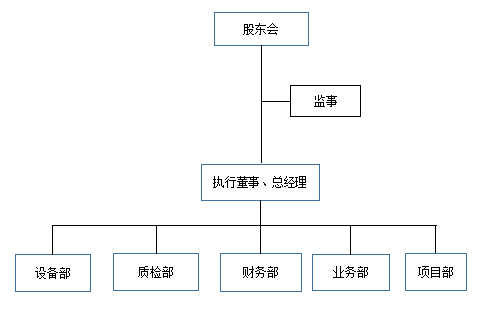 股东会
监事
执行董事、总经理
设备部
质检部
财务部
业务部
项目部